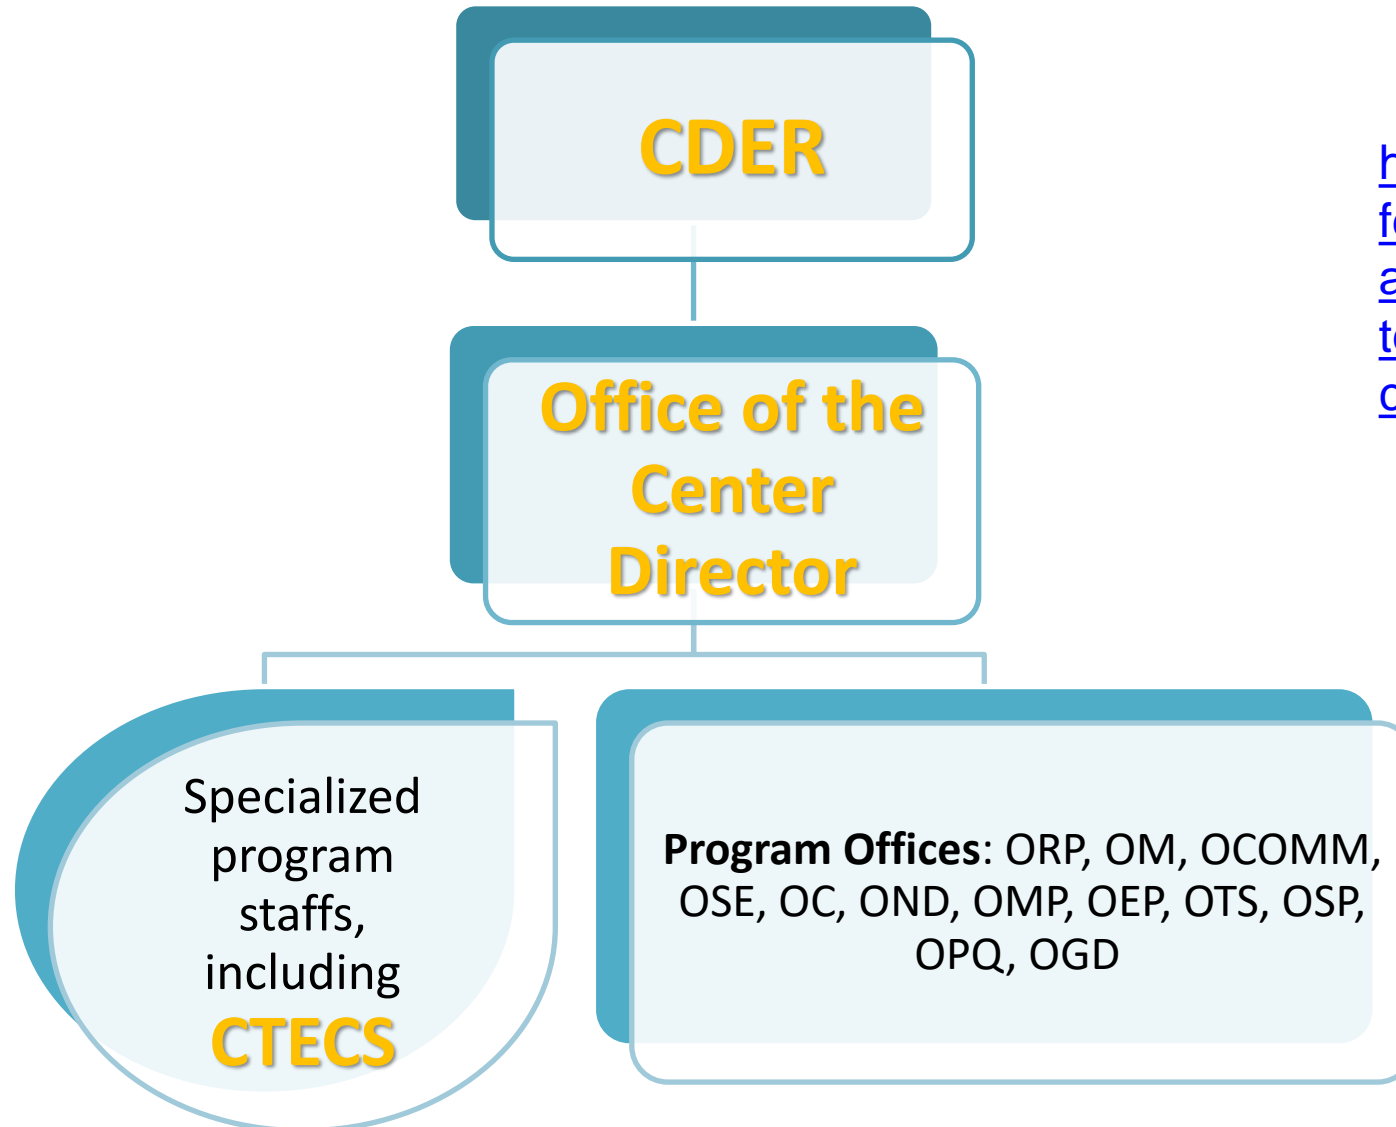 CDER
Office of the
Center
Director
Specialized
program
staffs,
including
CTECS
Program Offices: ORP, OM, OCOMM,
OSE, OC, OND, OMP, OEP, OTS, OSP,
OPQ, OGD